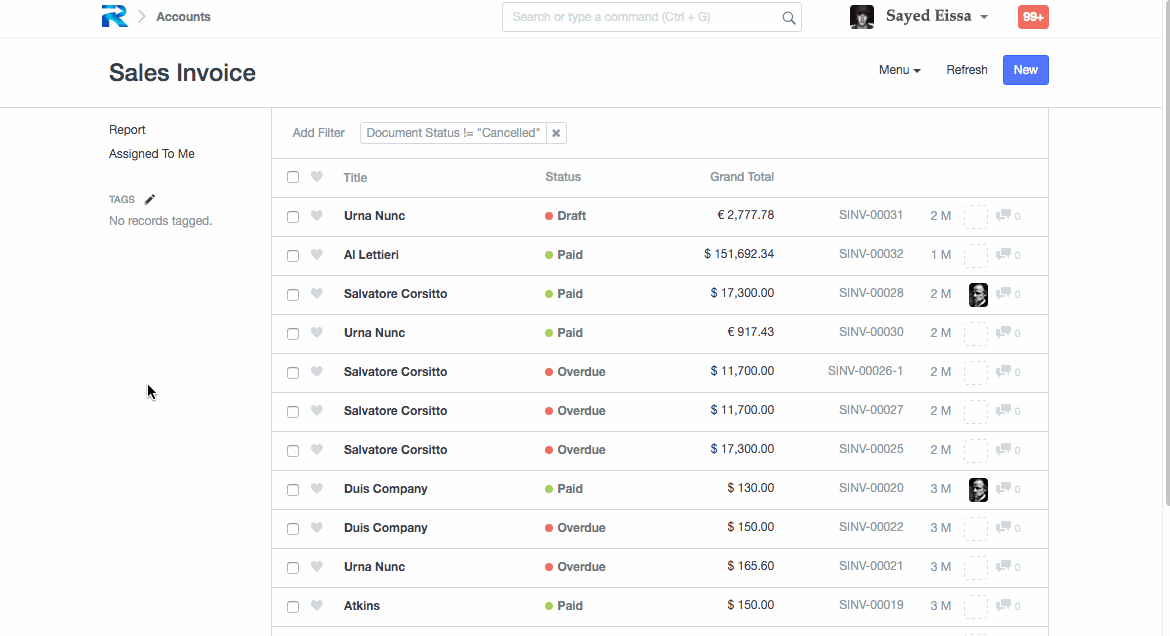 Accounts
Search or type a command (Ctrl + G)
Sayed Eissa
99+
Sales Invoice
Menu
Refresh
New
Report
Assigned To Me
TAGS
No records tagged.
Add Filter
Document Status != "Cancelled"
Title Status Grand Total
Urna Nunc Draft € 2,777.78 SINV-00031 2 M 0
Al Lettieri Paid $ 151,692.34 SINV-00032 1 M 0
Salvatore Corsitto Paid $ 17,300.00 SINV-00028 2 M 0
Urna Nunc Paid € 917.43 SINV-00030 2 M 0
Salvatore Corsitto Overdue $ 11,700.00 SINV-00026-1 2 M 0
Salvatore Corsitto Overdue $ 11,700.00 SINV-00027 2 M 0
Salvatore Corsitto Overdue $ 17,300.00 SINV-00025 2 M 0
Duis Company Paid $ 130.00 SINV-00020 3 M 0
Duis Company Overdue $ 150.00 SINV-00022 3 M 0
Urna Nunc Overdue $ 165.60 SINV-00021 3 M 0
Atkins Paid $ 150.00 SINV-00019 3 M 0